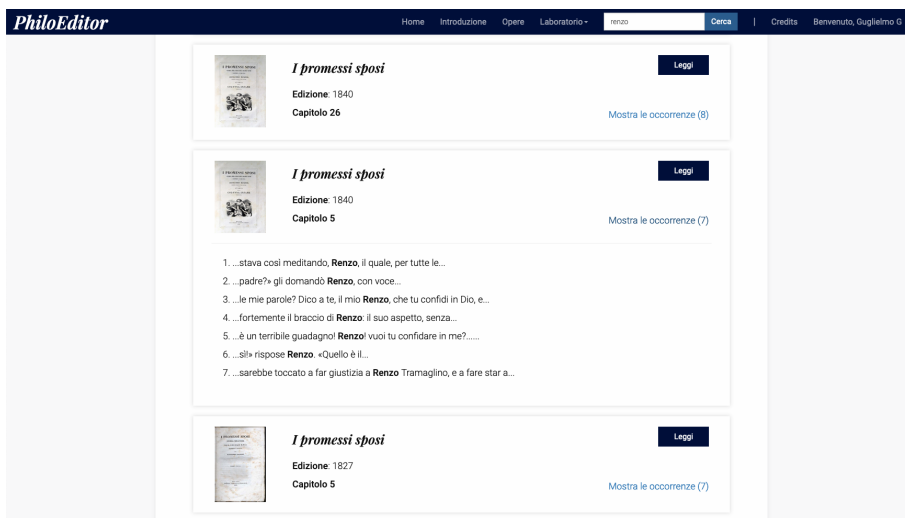 PhiloEditor
Home Introduzione Opere Laboratorio renzo Cerca | Credits Benvenuto, Guglielmo G
I promessi sposi
Leggi
Edizione: 1840
Capitolo 26
Mostra le occorrenze (8)
I promessi sposi
Leggi
Edizione: 1840
Capitolo 5
Mostra le occorrenze (7)
1. ...stava così meditando, Renzo, il quale, per tutte le...
2. ...padre?» gli domandò Renzo, con voce...
3. ...le mie parole? Dico a te, il mio Renzo, che tu confidi in Dio, e...
4. ...fortemente il braccio di Renzo: il suo aspetto, senza...
5. ...è un terribile guadagno! Renzo! vuoi tu confidare in me?......
6. ...sì!» rispose Renzo. «Quello è il...
7. ...sarebbe toccato a far giustizia a Renzo Tramaglino, e a fare star a...
I promessi sposi
Leggi
Edizione: 1827
Capitolo 5
Mostra le occorrenze (7)